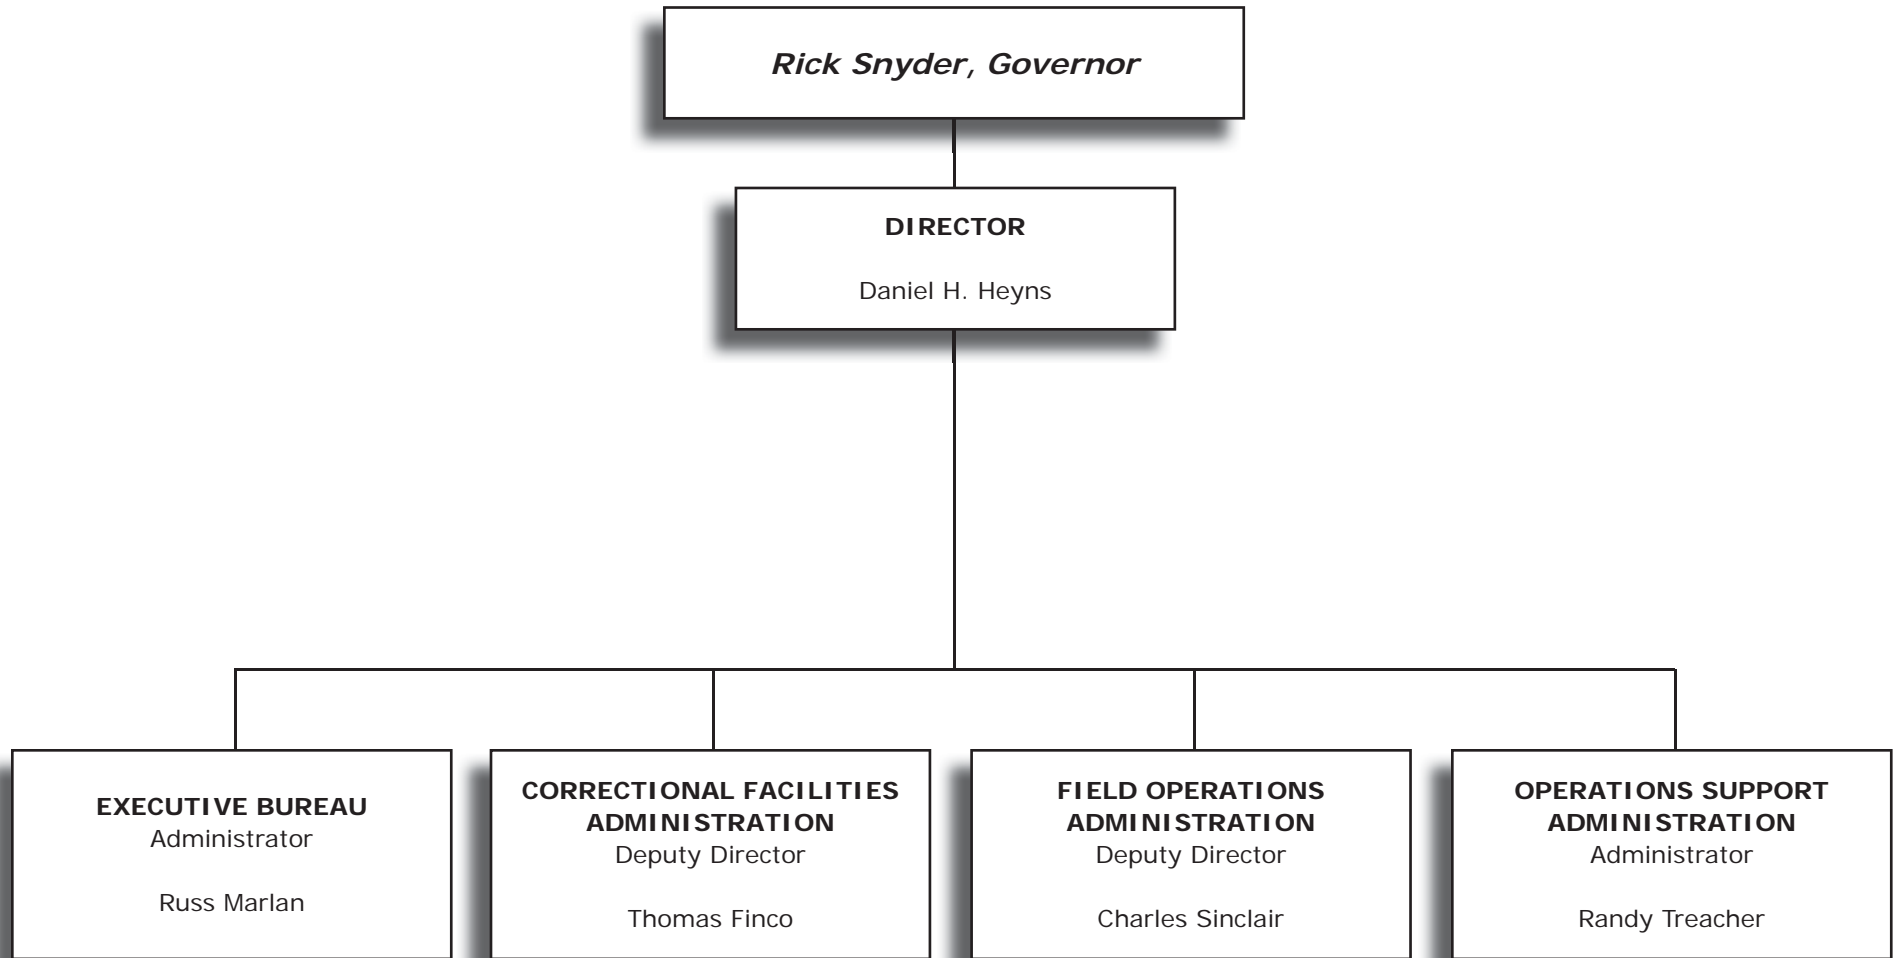 Rick Snyder, Governor
DIRECTOR
Daniel H. Heyns
EXECUTIVE BUREAU
Administrator
Russ Marlan
CORRECTIONAL FACILITIES
ADMINISTRATION
Deputy Director
Thomas Finco
FIELD OPERATIONS
ADMINISTRATION
Deputy Director
Charles Sinclair
OPERATIONS SUPPORT
ADMINISTRATION
Administrator
Randy Treacher